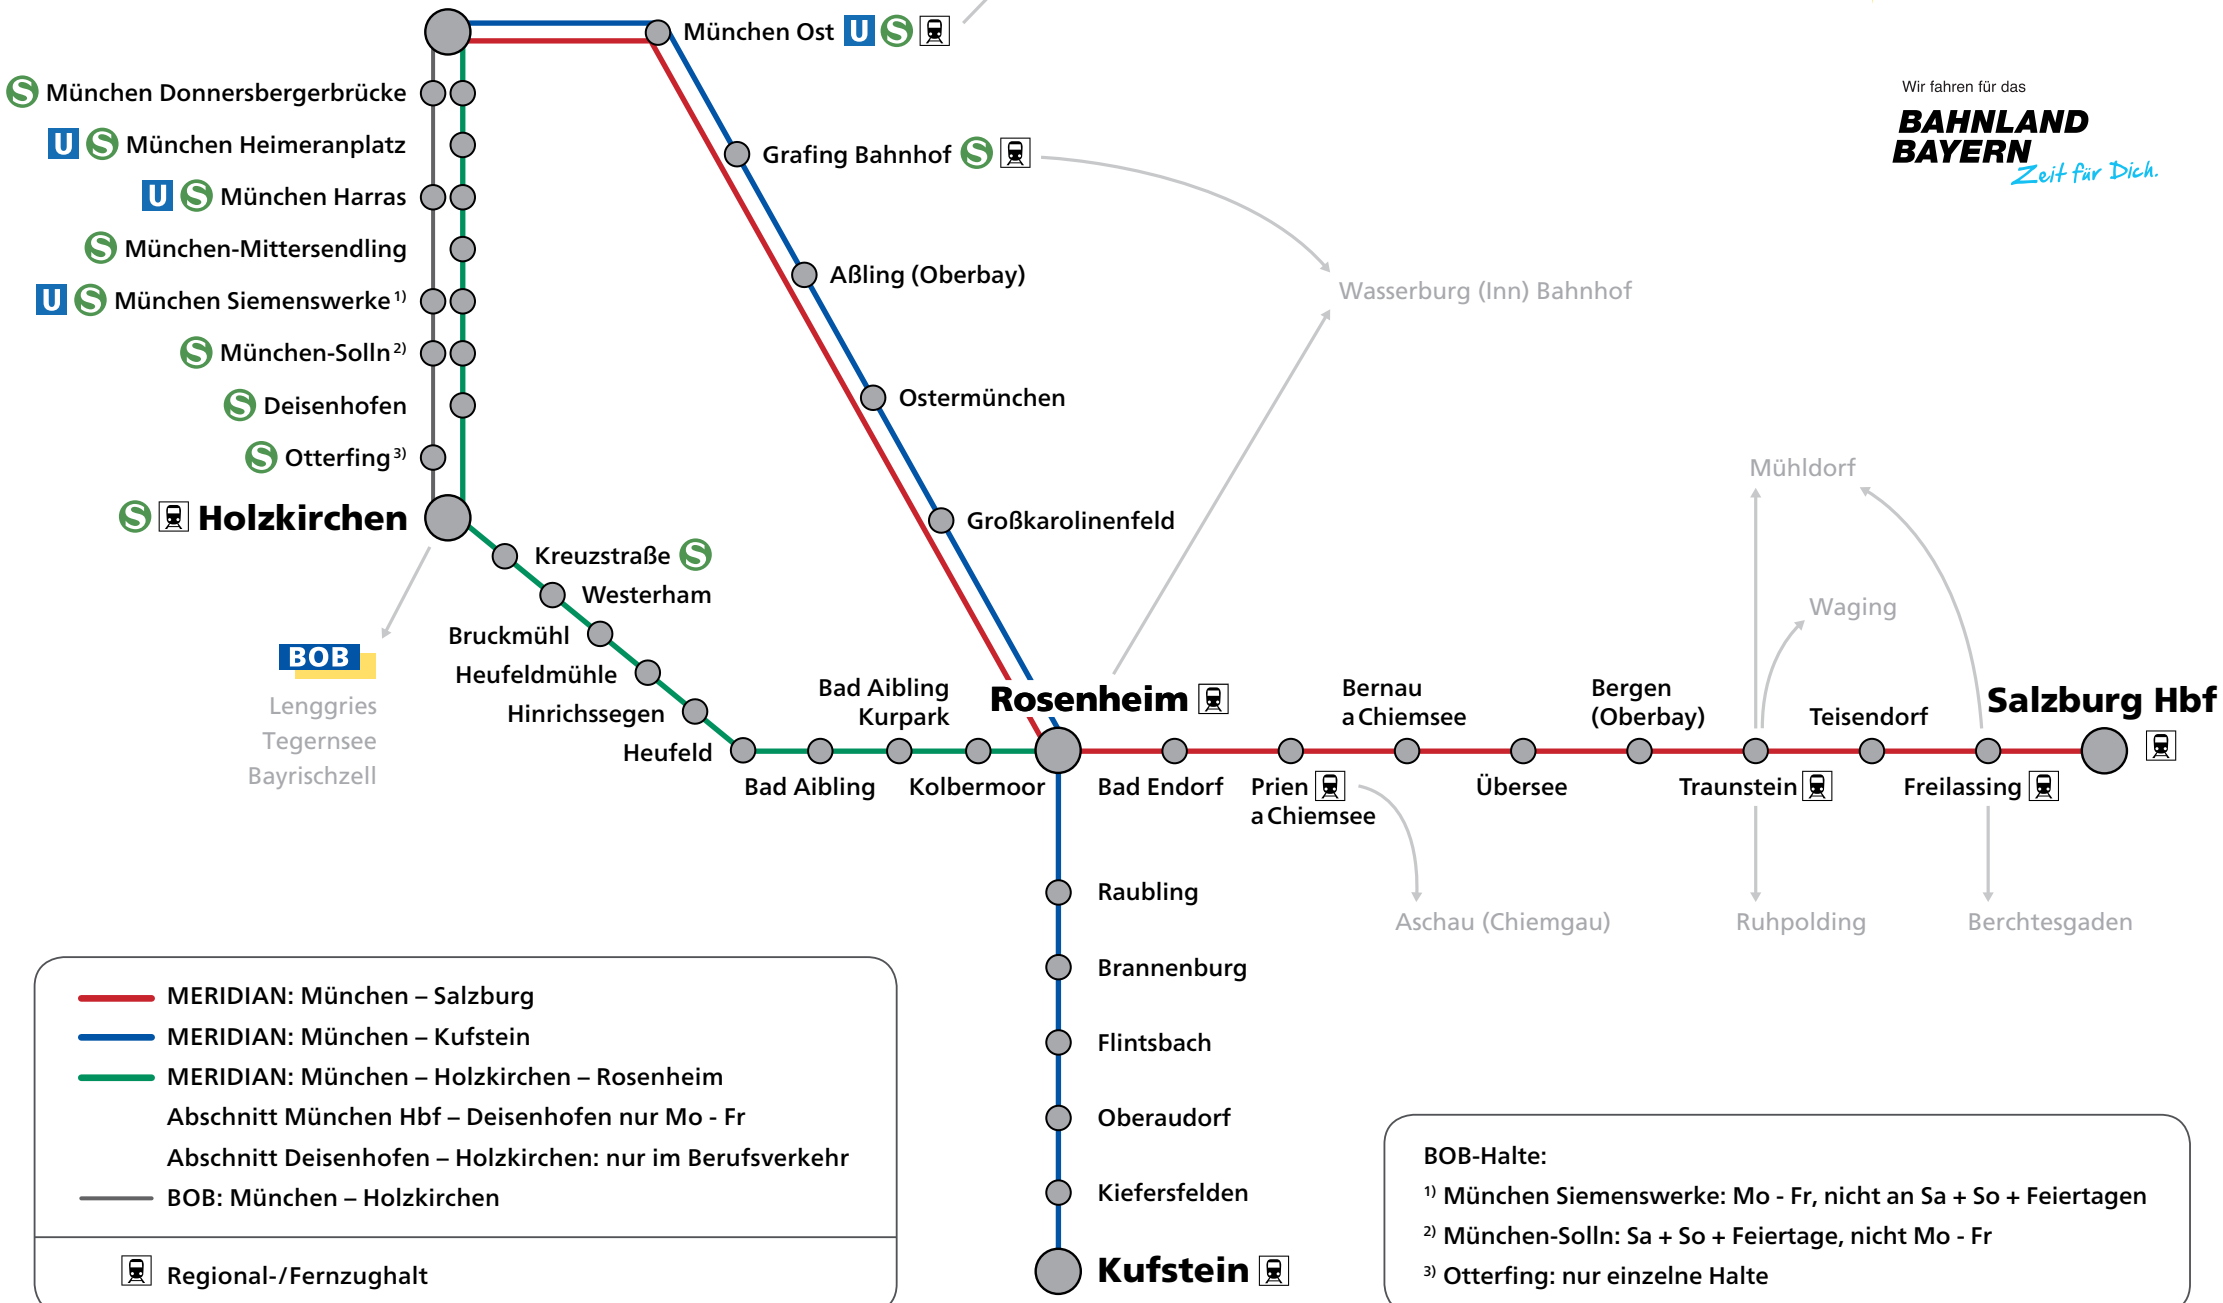 München Ost U S
Wir fahren für das
BAHNLAND
BAYERN
Zeit für Dich.
S München Donnersbergerbrücke
U S München Heimeranplatz
Grafing Bahnhof S
U S München Harras
S München-Mittersendling
Aßling (Oberbay)
Wasserburg (Inn) Bahnhof
U S München Siemenswerke 1)
S München-Solln 2)
S Deisenhofen
Ostermünchen
S Otterfing 3)
Mühldorf
S Holzkirchen
Großkarolinenfeld
Kreuzstraße S
Westerham
Waging
Bruckmühl
BOB
Heufeldmühle
Lenggries
Tegernsee
Bayrischzell
Hinrichssegen
Heufeld
Bad Aibling
Kurpark
Rosenheim
Bernau
a Chiemsee
Bergen
(Oberbay)
Teisendorf
Salzburg Hbf
Bad Aibling
Kolbermoor
Bad Endorf
Prien
a Chiemsee
Übersee
Traunstein
Freilassing
Raubling
Aschau (Chiemgau)
Ruhpolding
Berchtesgaden
Brannenburg
Flintsbach
Oberaudorf
Kiefersfelden
Kufstein
MERIDIAN: München – Salzburg
MERIDIAN: München – Kufstein
MERIDIAN: München – Holzkirchen – Rosenheim
Abschnitt München Hbf – Deisenhofen nur Mo - Fr
Abschnitt Deisenhofen – Holzkirchen: nur im Berufsverkehr
BOB: München – Holzkirchen
Regional-/Fernzughalt
BOB-Halte:
1) München Siemenswerke: Mo - Fr, nicht an Sa + So + Feiertagen
2) München-Solln: Sa + So + Feiertage, nicht Mo - Fr
3) Otterfing: nur einzelne Halte